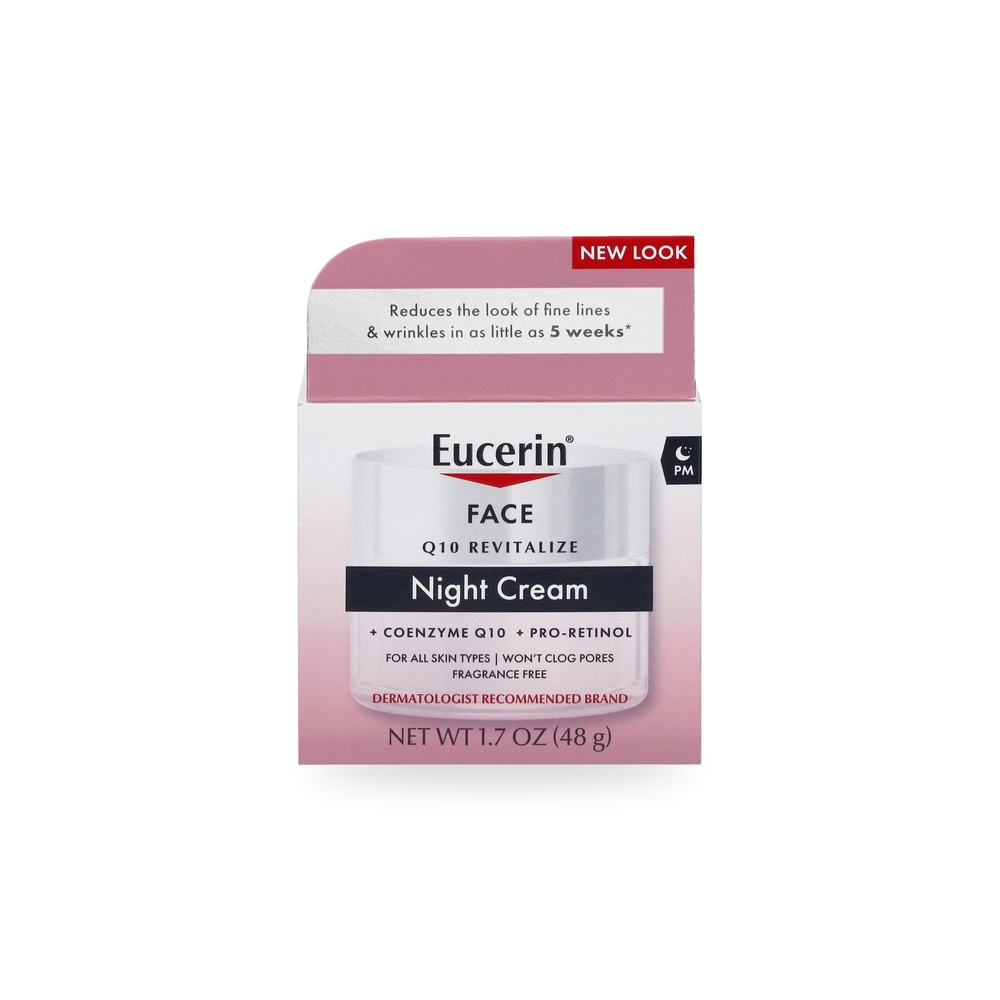 NEW LOOK
Reduces the look of fine lines
& wrinkles in as little as 5 weeks*
Eucerin®
PM
FACE
Q10 REVITALIZE
Night Cream
+ COENZYME Q10 + PRO-RETINOL
FOR ALL SKIN TYPES | WON'T CLOG PORES
FRAGRANCE FREE
DERMATOLOGIST RECOMMENDED BRAND
NET WT 1.7 OZ (48 g)